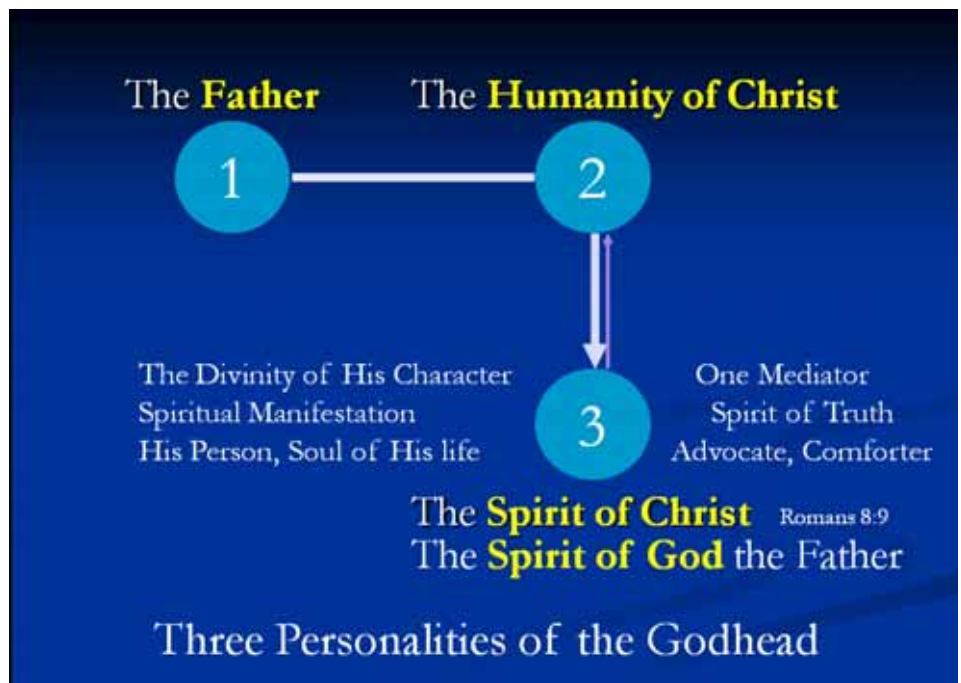 The Father
The Humanity of Christ
1
2
The Divinity of His Character
Spiritual Manifestation
His Person, Soul of His life
3
One Mediator
Spirit of Truth
Advocate, Comforter
The Spirit of Christ Romans 8:9
The Spirit of God the Father
Three Personalities of the Godhead